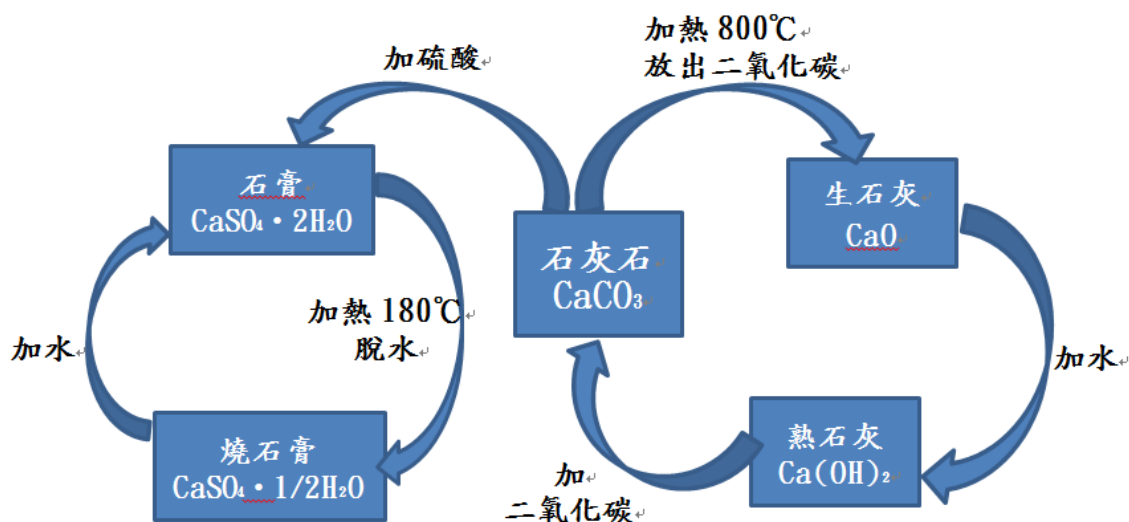 加硫酸
加熱 800℃
放出二氧化碳
石膏
CaSO₄·2H₂O
石灰石
CaCO₃
生石灰
CaO
加水
加熱 180℃
脫水
加水
燒石膏
CaSO₄·1/2H₂O
加
二氧化碳
熟石灰
Ca(OH)₂